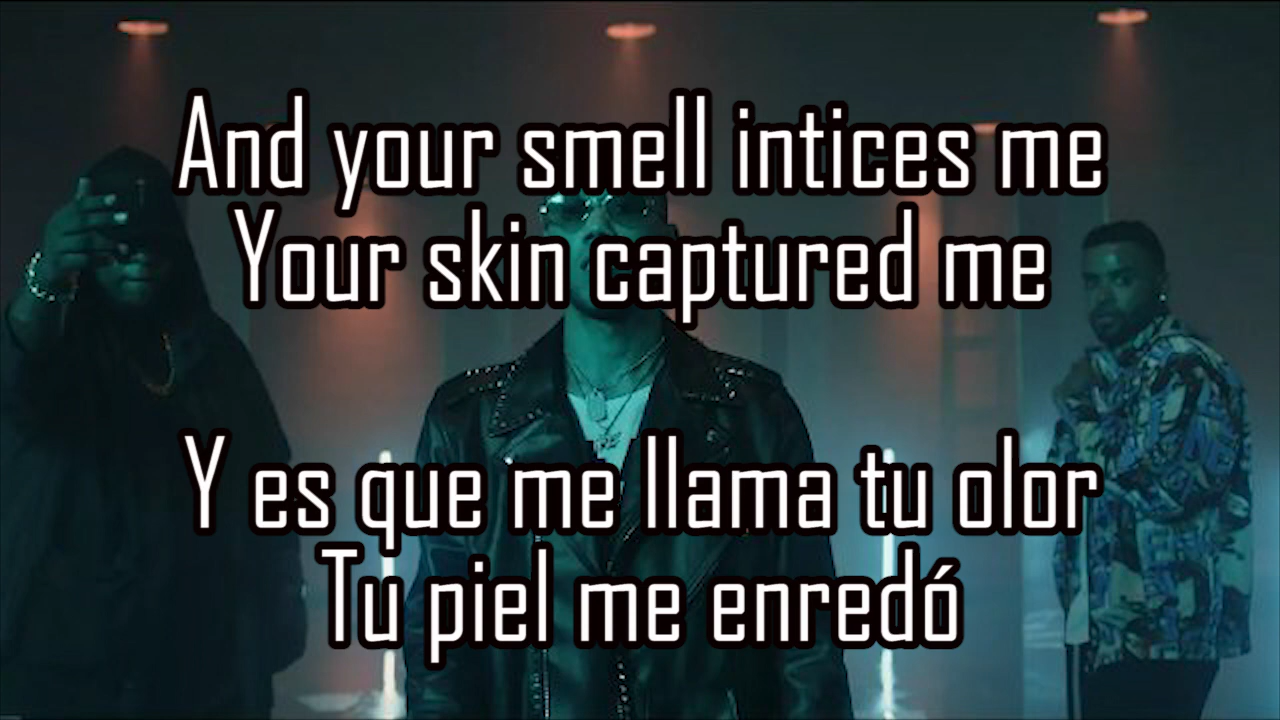 And your smell intices me
Your skin captured me
Y es que me llama tu olor
Tu piel me enredó